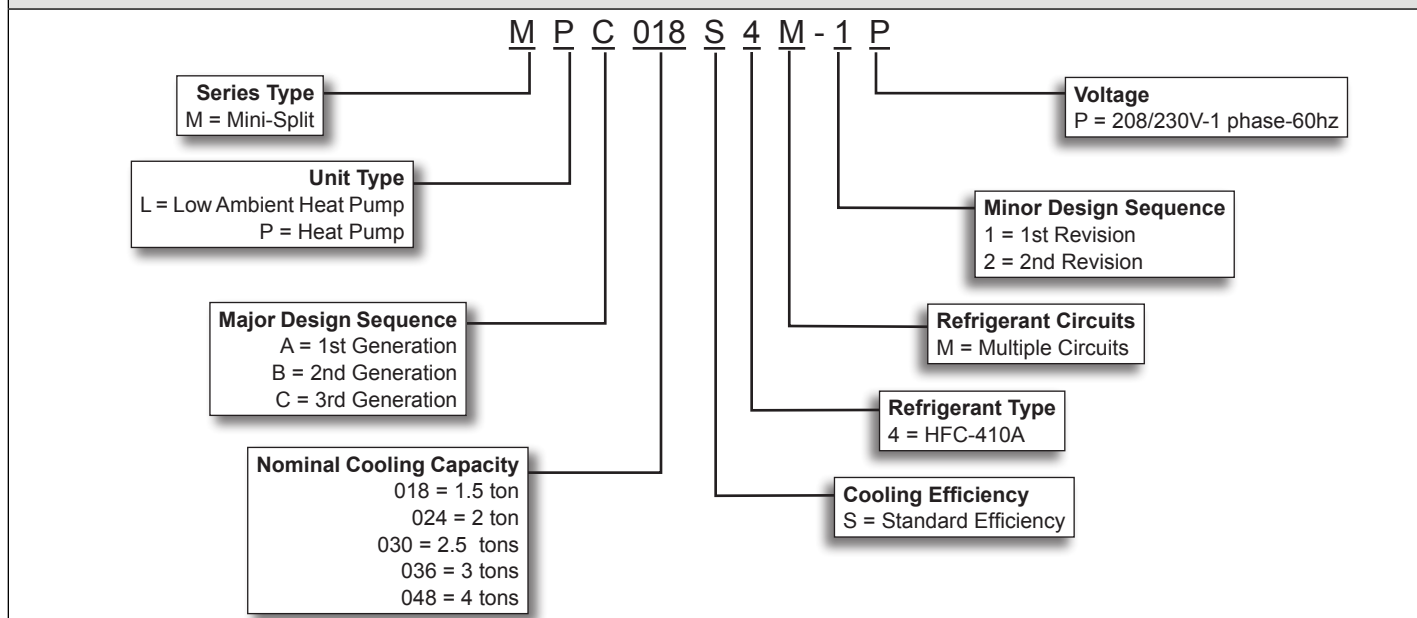 M P C 018 S 4 M - 1 P
Series Type
M = Mini-Split
Unit Type
L = Low Ambient Heat Pump
P = Heat Pump
Major Design Sequence
A = 1st Generation
B = 2nd Generation
C = 3rd Generation
Nominal Cooling Capacity
018 = 1.5 ton
024 = 2 ton
030 = 2.5 tons
036 = 3 tons
048 = 4 tons
Voltage
P = 208/230V-1 phase-60hz
Minor Design Sequence
1 = 1st Revision
2 = 2nd Revision
Refrigerant Circuits
M = Multiple Circuits
Refrigerant Type
4 = HFC-410A
Cooling Efficiency
S = Standard Efficiency